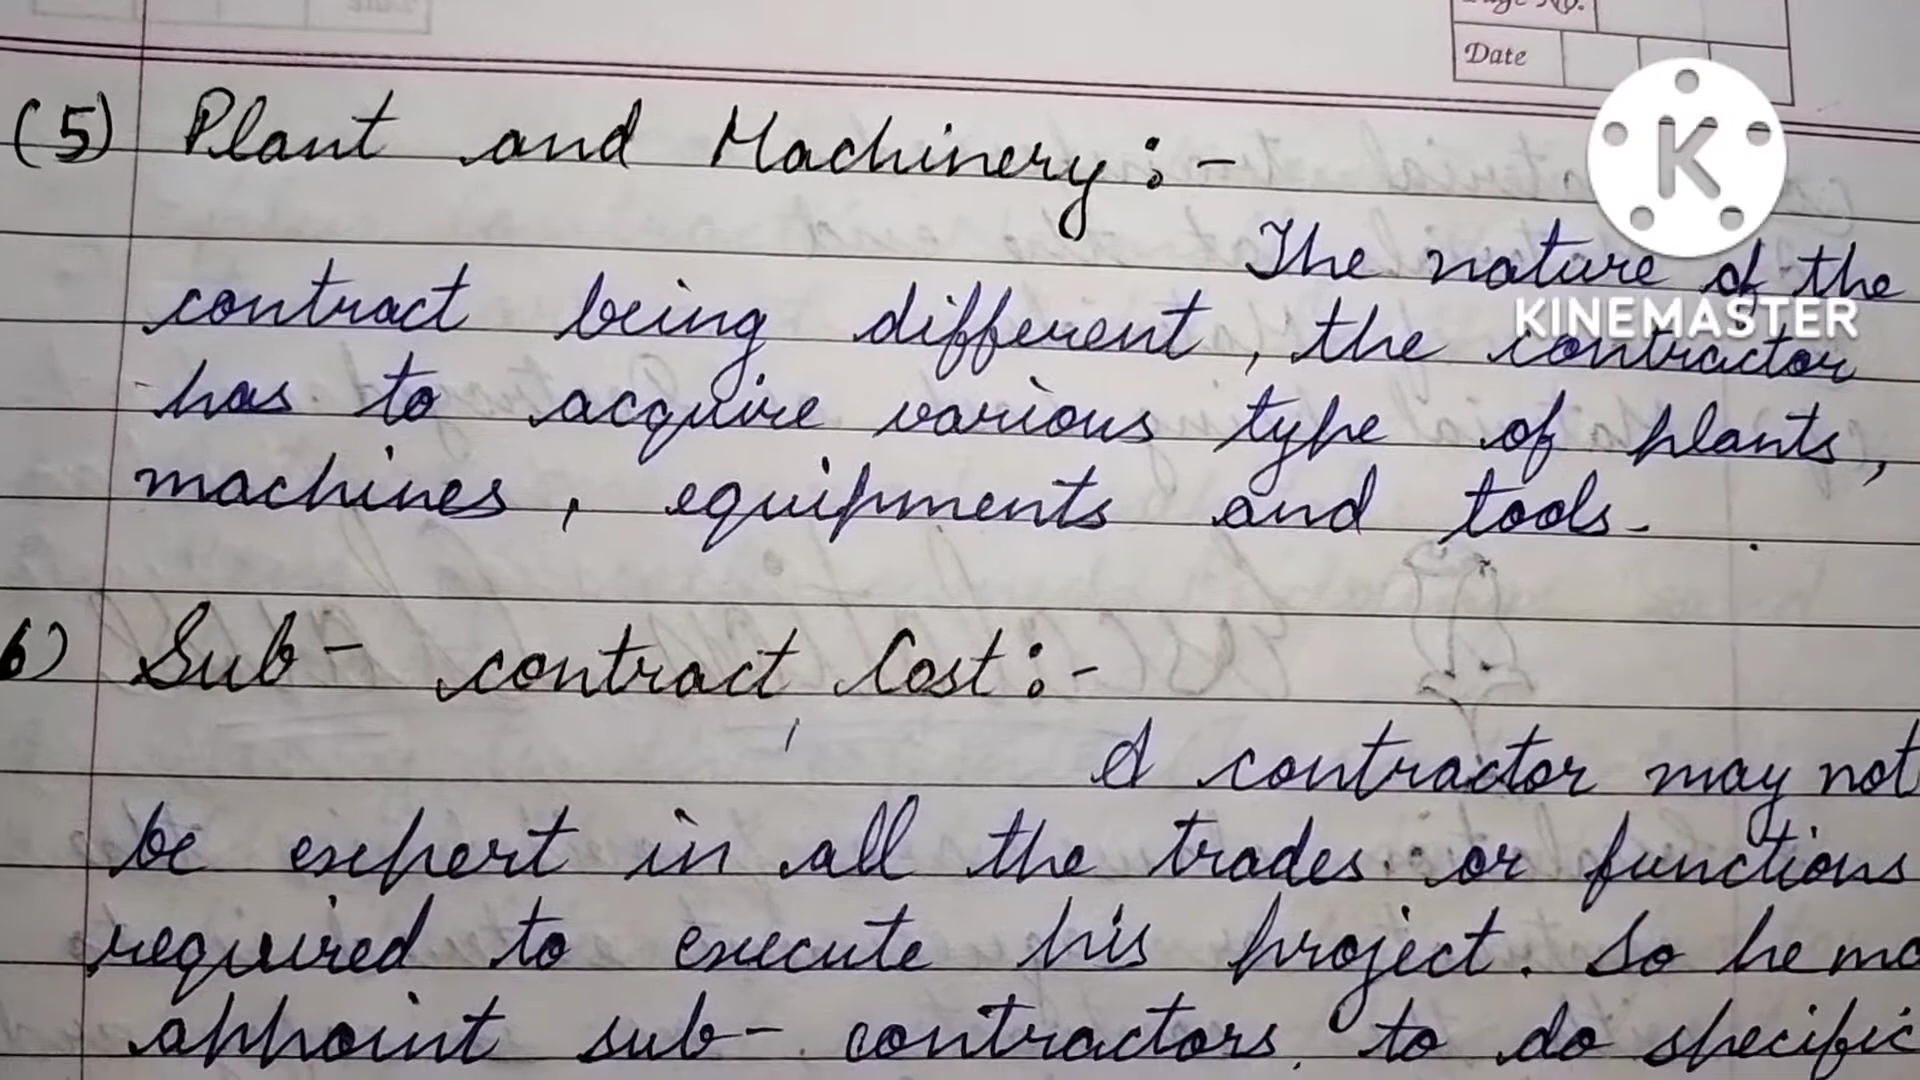 Page No.
Date
K
KINEMASTER
(5) Plant and Machinery :-
The nature of the
contract being different, the contractor
has to acquire various type of plants,
machines, equipments and tools.
6) Sub- contract Cost :-
A contractor may not
be expert in all the trades or functions
required to execute his project. So he
appoint sub- contractors to do specific